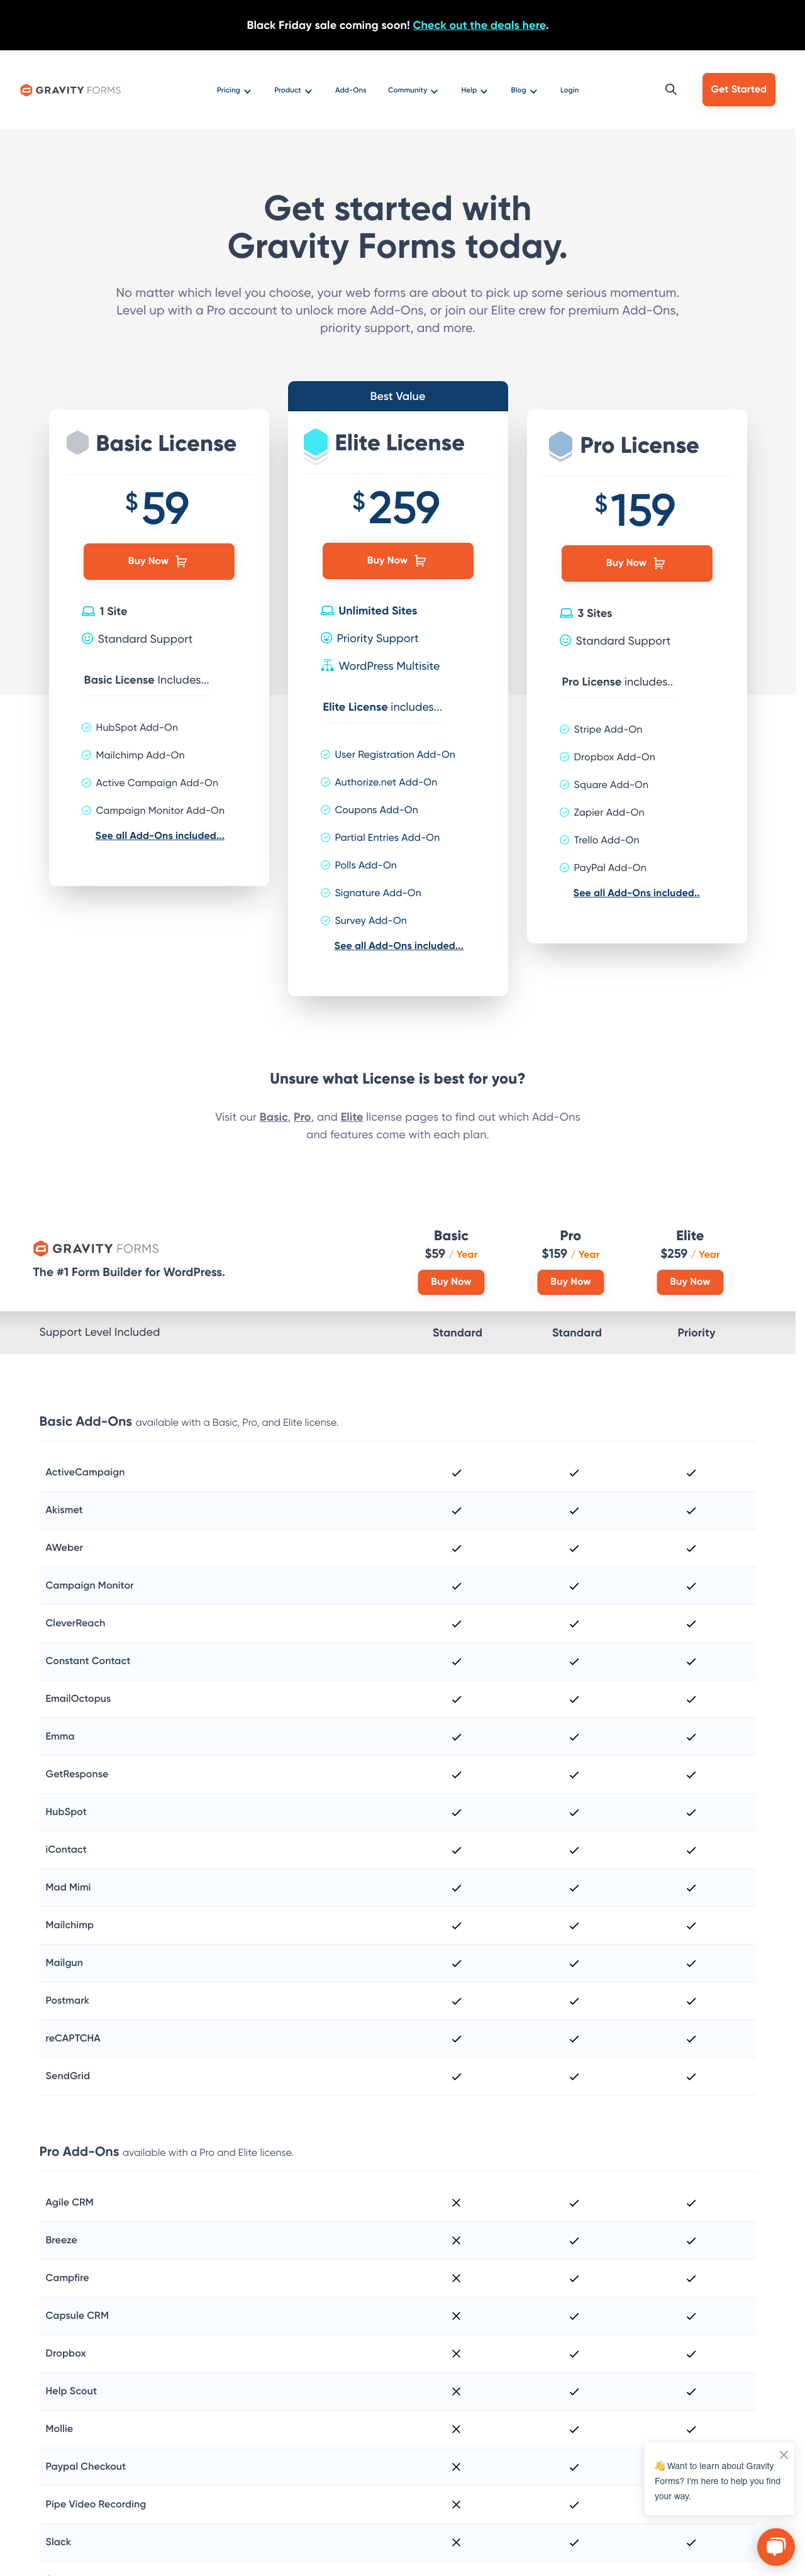 Black Friday sale coming soon! Check out the deals here.
GRAVITY FORMS
Pricing
Product
Add-Ons
Community
Help
Blog
Login
Get Started
Get started with
Gravity Forms today.
No matter which level you choose, your web forms are about to pick up some serious momentum.
Level up with a Pro account to unlock more Add-Ons, or join our Elite crew for premium Add-Ons,
priority support, and more.
Basic License
$59
Buy Now
1 Site
Standard Support
Basic License Includes...
HubSpot Add-On
Mailchimp Add-On
Active Campaign Add-On
Campaign Monitor Add-On
See all Add-Ons included...
Best Value
Elite License
$259
Buy Now
Unlimited Sites
Priority Support
WordPress Multisite
Elite License includes...
User Registration Add-On
Authorize.net Add-On
Coupons Add-On
Partial Entries Add-On
Polls Add-On
Signature Add-On
Survey Add-On
See all Add-Ons included...
Pro License
$159
Buy Now
3 Sites
Standard Support
Pro License includes..
Stripe Add-On
Dropbox Add-On
Square Add-On
Zapier Add-On
Trello Add-On
PayPal Add-On
See all Add-Ons included..
Unsure what License is best for you?
Visit our Basic, Pro, and Elite license pages to find out which Add-Ons
and features come with each plan.
GRAVITY FORMS
The #1 Form Builder for WordPress.
Basic
$59 / Year
Buy Now
Pro
$159 / Year
Buy Now
Elite
$259 / Year
Buy Now
Support Level Included Standard Standard Priority
Basic Add-Ons available with a Basic, Pro, and Elite license.
ActiveCampaign
Akismet
AWeber
Campaign Monitor
CleverReach
Constant Contact
EmailOctopus
Emma
GetResponse
HubSpot
iContact
Mad Mimi
Mailchimp
Mailgun
Postmark
reCAPTCHA
SendGrid
Pro Add-Ons available with a Pro and Elite license.
Agile CRM
Breeze
Campfire
Capsule CRM
Dropbox
Help Scout
Mollie
Paypal Checkout
Pipe Video Recording
Slack
Want to learn about Gravity
Forms? I'm here to help you find
your way.